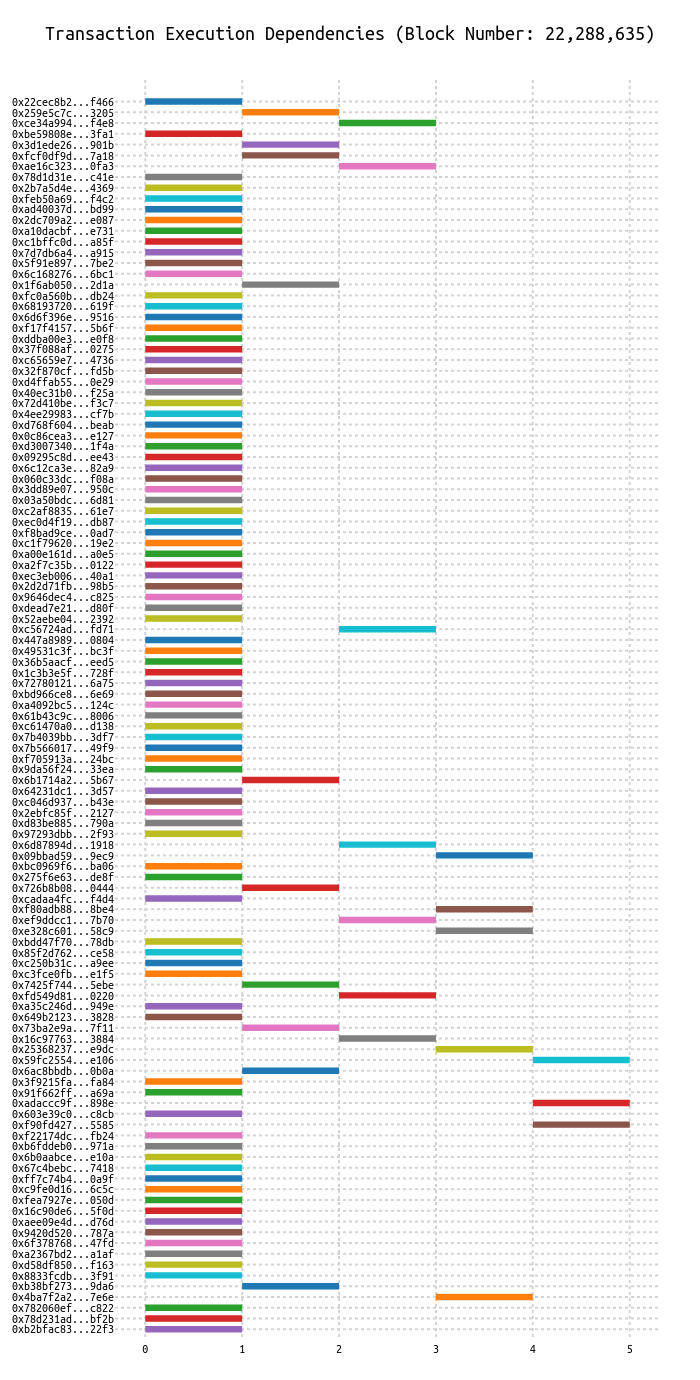 Transaction Execution Dependencies (Block Number: 22,288,635)
0x22cec8b2...f466
0x259e5c7c...3205
0xce34a994...f4e8
0xbe59808e...3fa1
0x3d1ede26...901b
0xfcf0df9d...7a18
0xae16c323...0fa3
0x78d1d31e...c41e
0x2b7a5d4e...4369
0xfeb50a69...f4c2
0xad40037d...bd99
0x2dc709a2...e087
0xa10dacbf...e731
0xc1bffc0d...a85f
0x7d7db6a4...a915
0x5f91e897...7be2
0x6c168276...6bc1
0x1f6ab050...2d1a
0xfc0a560b...db24
0x68193720...619f
0x6d6f396e...9516
0xf17f4157...5b6f
0xddba00e3...e0f8
0x37f088af...0275
0xc65659e7...4736
0x32f870cf...fd5b
0xd4ffab55...0e29
0x40ec31b0...f25a
0x72d410be...f3c7
0x4ee29983...cf7b
0xd768f604...beab
0x0c86cea3...e127
0xd3007340...1f4a
0x09295c8d...ee43
0x6c12ca3e...82a9
0x060c33dc...f08a
0x3dd89e07...950c
0x03a50bdc...6d81
0xc2af8835...61e7
0xec0d4f19...db87
0xf8bad9ce...0ad7
0xc1f79620...19e2
0xa00e161d...a0e5
0xa2f7c35b...0122
0xec3eb006...40a1
0x2d2d71fb...98b5
0x9646dec4...c825
0xdead7e21...d80f
0x52aebe04...2392
0xc56724ad...fd71
0x447a8989...0804
0x49531c3f...bc3f
0x36b5aacf...eed5
0x1c3b3e5f...728f
0x72780121...6a75
0xbd966ce8...6e69
0xa4092bc5...124c
0x61b43c9c...8006
0xc61470a0...d138
0x7b4039bb...3df7
0x7b566017...49f9
0xf705913a...24bc
0x9da56f24...33ea
0x6b1714a2...5b67
0x64231dc1...3d57
0xc046d937...b43e
0x2ebfc85f...2127
0xd83be885...790a
0x97293dbb...2f93
0x6d87894d...1918
0x09bbad59...9ec9
0xbc0969f6...ba06
0x275f6e63...de8f
0x726b8b08...0444
0xcadaa4fc...f4d4
0xf80adb88...8be4
0xef9ddcc1...7b70
0xe328c601...58c9
0xbdd47f70...78db
0x85f2d762...ce58
0xc250b31c...a9ee
0xc3fce0fb...e1f5
0x7425f744...5ebe
0xfd549d81...0220
0xa35c246d...949e
0x649b2123...3828
0x73ba2e9a...7f11
0x16c97763...3884
0x25368237...e9dc
0x59fc2554...e106
0x6ac8bbdb...0b0a
0x3f9215fa...fa84
0x91f662ff...a69a
0xadaccc9f...898e
0x603e39c0...c8cb
0xf90fd427...5585
0xf22174dc...fb24
0xb6fddeb0...971a
0x6b0aabce...e10a
0x67c4bebc...7418
0xff7c74b4...0a9f
0xc9fe0d16...6c5c
0xfea7927e...050d
0x16c90de6...5f0d
0xaee09e4d...d76d
0x9420d520...787a
0x6f378768...47fd
0xa2367bd2...a1af
0xd58df850...f163
0x8833fcdb...3f91
0xb38bf273...9da6
0x4ba7f2a2...7e6e
0x782060ef...c822
0x78d231ad...bf2b
0xb2bfac83...22f3
0 1 2 3 4 5